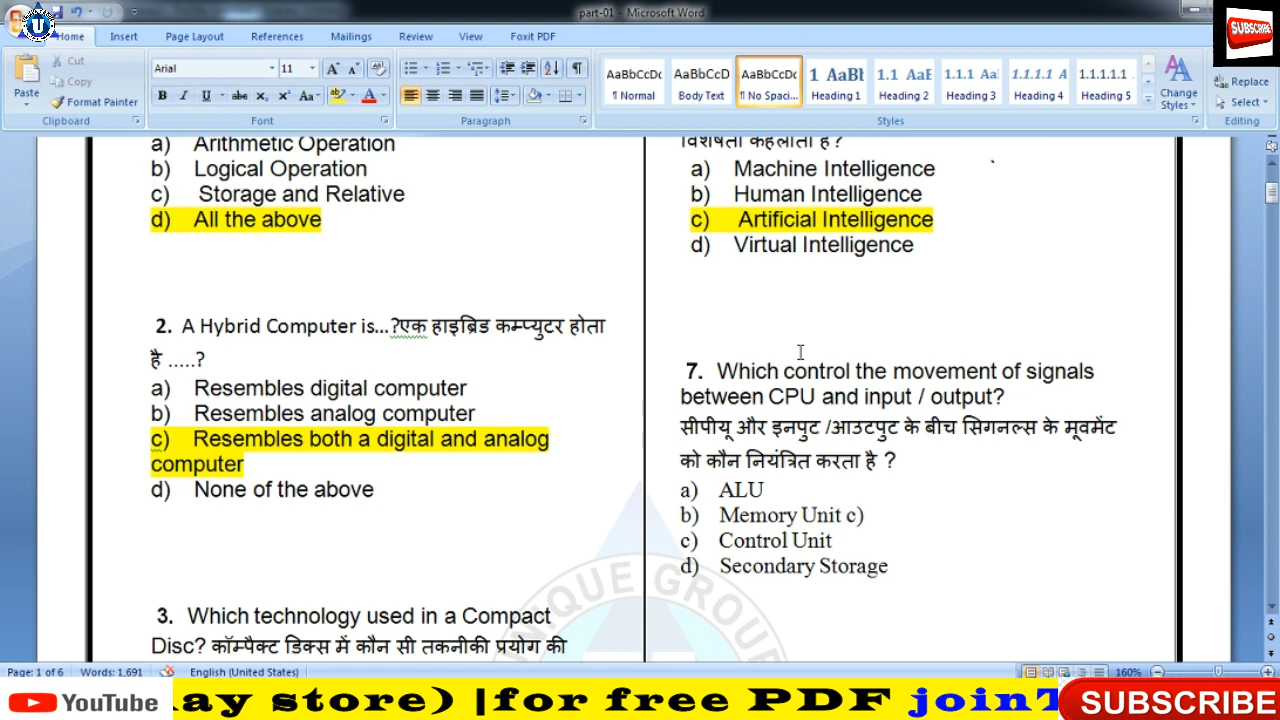 part-01 - Microsoft Word
SUBSCRIBE
U
Home Insert Page Layout References Mailings Review View Foxit PDF
Paste
Cut
Copy
Format Painter
Clipboard
Arial 11
Font
Paragraph
AaBbCcDc AaBbCcD AaBbCcDc 1 AaBb 1.1 AaB 1.1.1 Aa 1.1.1.1 A 1.1.1.1.1
¶ Normal Body Text ¶ No Spaci... Heading 1 Heading 2 Heading 3 Heading 4 Heading 5
Styles
Change Styles
Replace
Select
Editing
a) Arithmetic Operation
b) Logical Operation
c) Storage and Relative
d) All the above
2. A Hybrid Computer is...?एक हाइब्रिड कम्प्युटर होता
है .....?
a) Resembles digital computer
b) Resembles analog computer
c) Resembles both a digital and analog
computer
d) None of the above
3. Which technology used in a Compact
Disc? कॉम्पैक्ट डिक्स में कौन सी तकनीकी प्रयोग की
विशेषता कहलाती है?
a) Machine Intelligence
b) Human Intelligence
c) Artificial Intelligence
d) Virtual Intelligence
7. Which control the movement of signals
between CPU and input / output?
सीपीयू और इनपुट /आउटपुट के बीच सिगनल्स के मूवमेंट
को कौन नियंत्रित करता है ?
a) ALU
b) Memory Unit c)
c) Control Unit
d) Secondary Storage
NIQUE GROU
Page: 1 of 6 Words: 1,691 English (United States) 160%
YouTube
ay store) |for free PDF joinT
SUBSCRIBE